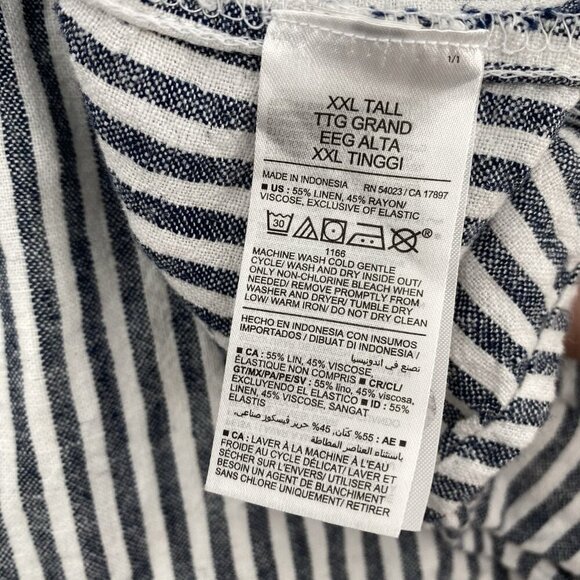 1/1
XXL TALL
TTG GRAND
EEG ALTA
XXL TINGGI
MADE IN INDONESIA RN 54023 / CA 17897
■ US : 55% LINEN, 45% RAYON/
VISCOSE, EXCLUSIVE OF ELASTIC
30 ®
1166
MACHINE WASH COLD GENTLE
CYCLE/ WASH AND DRY INSIDE OUT/
ONLY NON-CHLORINE BLEACH WHEN
NEEDED/ REMOVE PROMPTLY FROM
WASHER AND DRYER/ TUMBLE DRY
LOW/ WARM IRON/ DO NOT DRY CLEAN
HECHO EN INDONESIA CON INSUMOS
IMPORTADOS / DIBUAT DI INDONESIA/
صنع في اندونيسيا
■ CA : 55% LIN, 45% VISCOSE,
ÉLASTIQUE NON COMPRIS ■ CR/CL/
GT/MX/PA/PE/SV : 55% lino, 45% viscosa,
EXCLUYENDO EL ELASTICO ■ ID : 55%
LINEN, 45% VISCOSE, SANGAT
ELASTIS
■ AE : 55% كتان, 45% حرير فيسكوز صناعي,
باستثناء العناصر المطاطة
■ CA : LAVER À LA MACHINE À L'EAU
FROIDE AU CYCLE DÉLICAT/ LAVER ET
SÉCHER SUR L'ENVERS/ UTILISER AU
BESOIN UN AGENT DE BLANCHIMENT
SANS CHLORE UNIQUEMENT/ RETIRER